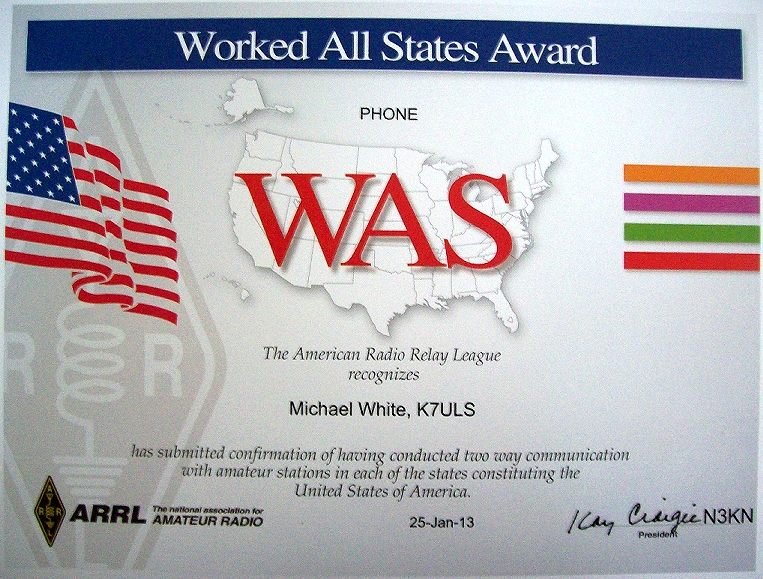 Worked All States Award
PHONE
WAS
The American Radio Relay League
recognizes
Michael White, K7ULS
has submitted confirmation of having conducted two way communication
with amateur stations in each of the states constituting the
United States of America.
R R
A
R R
L
ARRL The national association for
AMATEUR RADIO
25-Jan-13
Kay Craigie N3KN
President